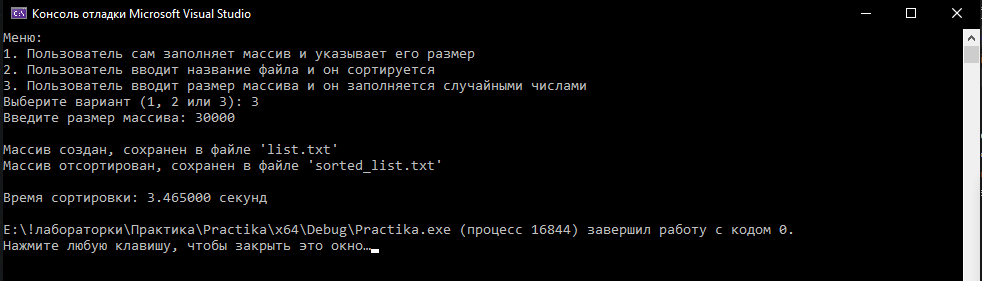 Консоль отладки Microsoft Visual Studio
Меню:
1. Пользователь сам заполняет массив и указывает его размер
2. Пользователь вводит название файла и он сортируется
3. Пользователь вводит размер массива и он заполняется случайными числами
Выберите вариант (1, 2 или 3): 3
Введите размер массива: 30000
Массив создан, сохранен в файле 'list.txt'
Массив отсортирован, сохранен в файле 'sorted_list.txt'
Время сортировки: 3.465000 секунд
E:\!лабораторки\Практика\Practika\x64\Debug\Practika.exe (процесс 16844) завершил работу с кодом 0.
Нажмите любую клавишу, чтобы закрыть это окно…